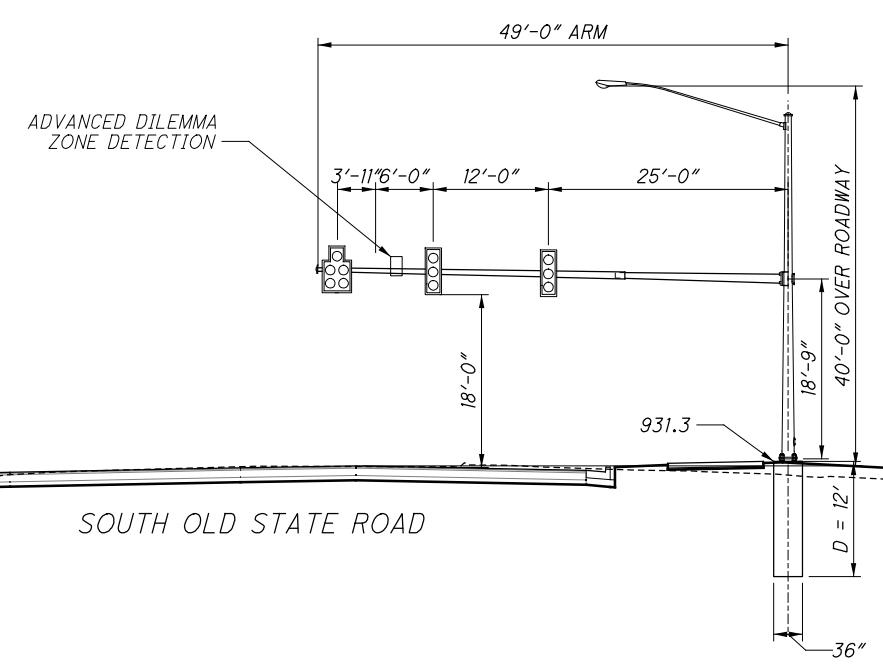 49'-0" ARM
ADVANCED DILEMMA
ZONE DETECTION
3'-11"
6'-0"
12'-0"
25'-0"
40'-0" OVER ROADWAY
18'-0"
18'-9"
931.3
SOUTH OLD STATE ROAD
D = 12'
36"